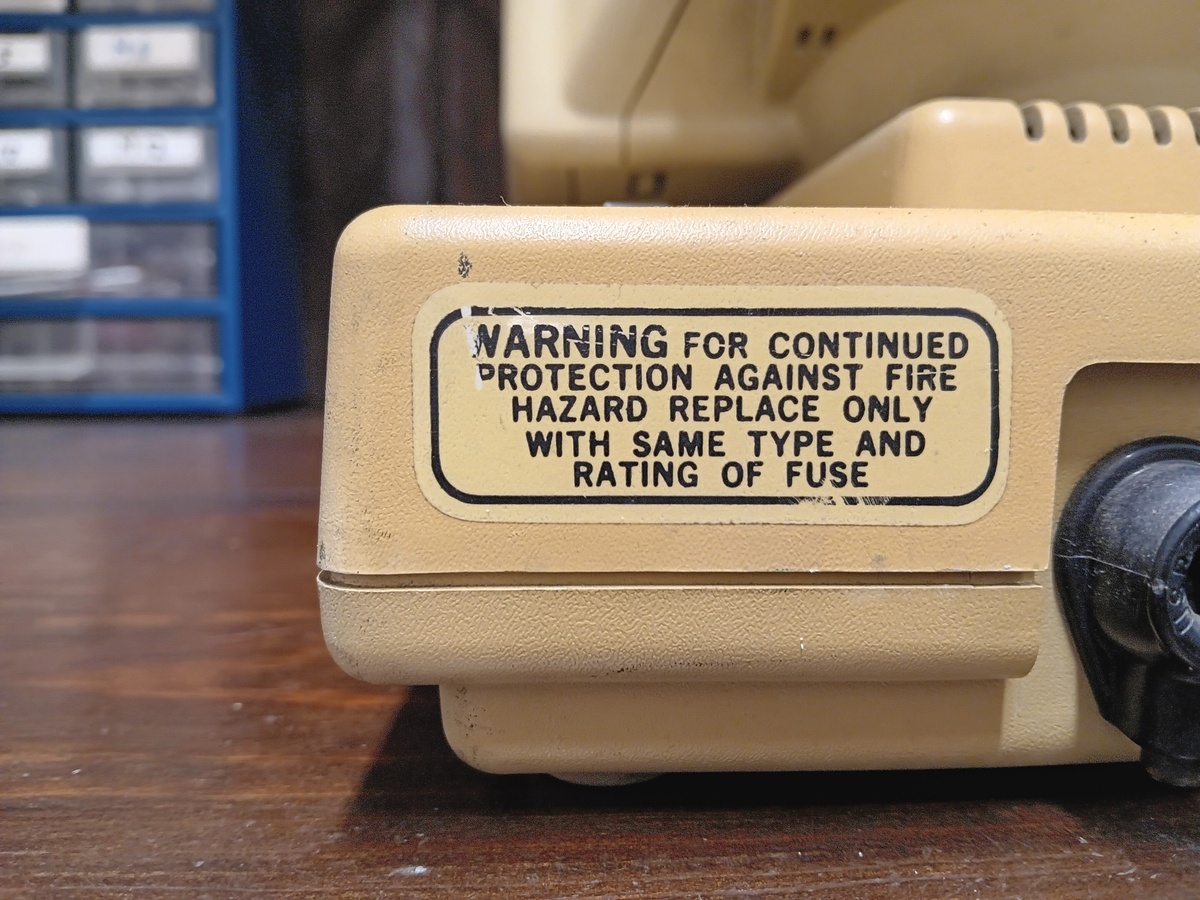 WARNING FOR CONTINUED
PROTECTION AGAINST FIRE
HAZARD REPLACE ONLY
WITH SAME TYPE AND
RATING OF FUSE